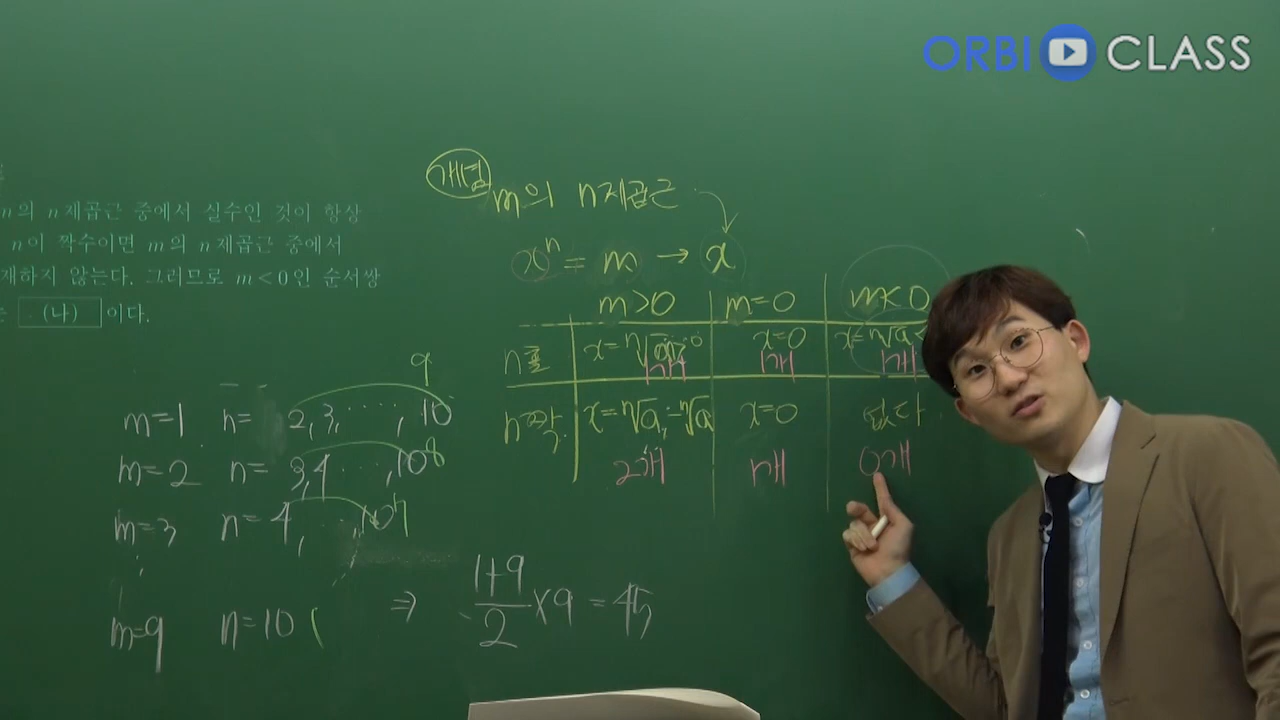 ORBI CLASS
n의 n제곱근 중에서 실수인 것이 항상
n이 짝수이면 m의 n제곱근 중에서
재하지 않는다. 그러므로 m<0인 순서쌍
(나) 이다.
개념
m의 n제곱근
xⁿ = m → x
m>0 m=0 m<0
n홀 x=ⁿ√a>0 x=0 x=ⁿ√a<
1개 1개 1개
n짝 x=ⁿ√a, -ⁿ√a x=0 없다
2개 1개 0개
9
m=1 n= 2,3, ····, 10
m=2 n= 3,4 ····,10 8
m=3 n= 4, ···,10 7
⋮
m=9 n=10 (
⇒ (1+9)/2 × 9 = 45